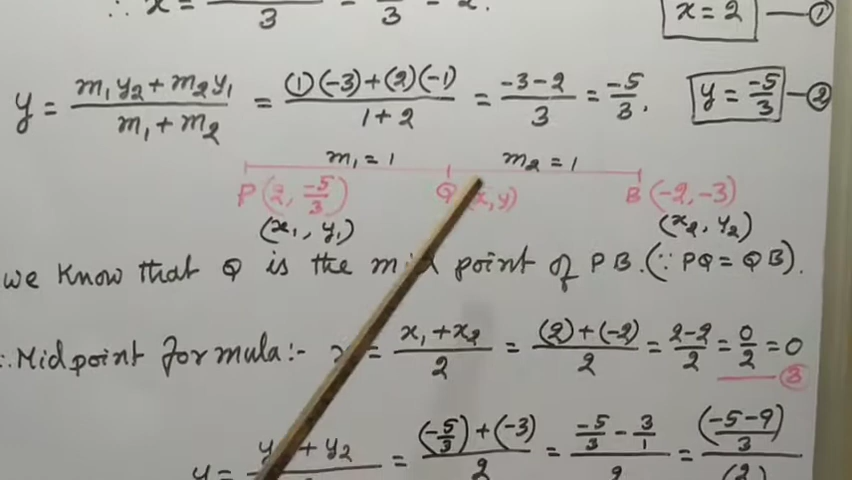 ∴ x = /3 = /3 = 2. x = 2 —①
y = (m₁y₂ + m₂y₁)/(m₁ + m₂) = ((1)(-3) + (2)(-1))/(1 + 2) = (-3-2)/3 = -5/3. y = -5/3 —②
m₁ = 1 m₂ = 1
P (2, -5/3) Q (x, y) B (-2, -3)
(x₁, y₁) (x₂, y₂)
we know that Q is the mid point of PB. (∵ PQ = QB).
∴ Midpoint formula:- x = (x₁ + x₂)/2 = ((2) + (-2))/2 = (2-2)/2 = 0/2 = 0
—③
y = (y₁ + y₂)/ = ((-5/3) + (-3))/2 = (-5/3 - 3/1)/2 = ((-5-9)/3)/(2)